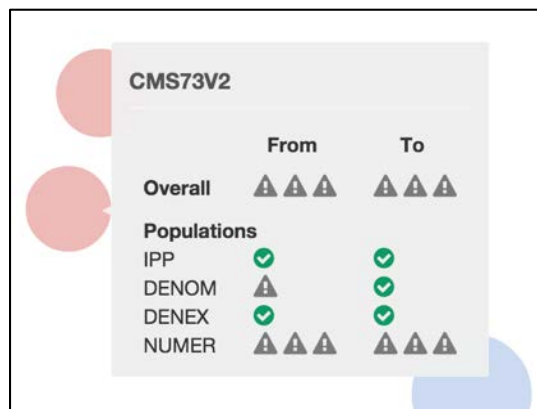 CMS73V2
From To
Overall
Populations
IPP
DENOM
DENEX
NUMER